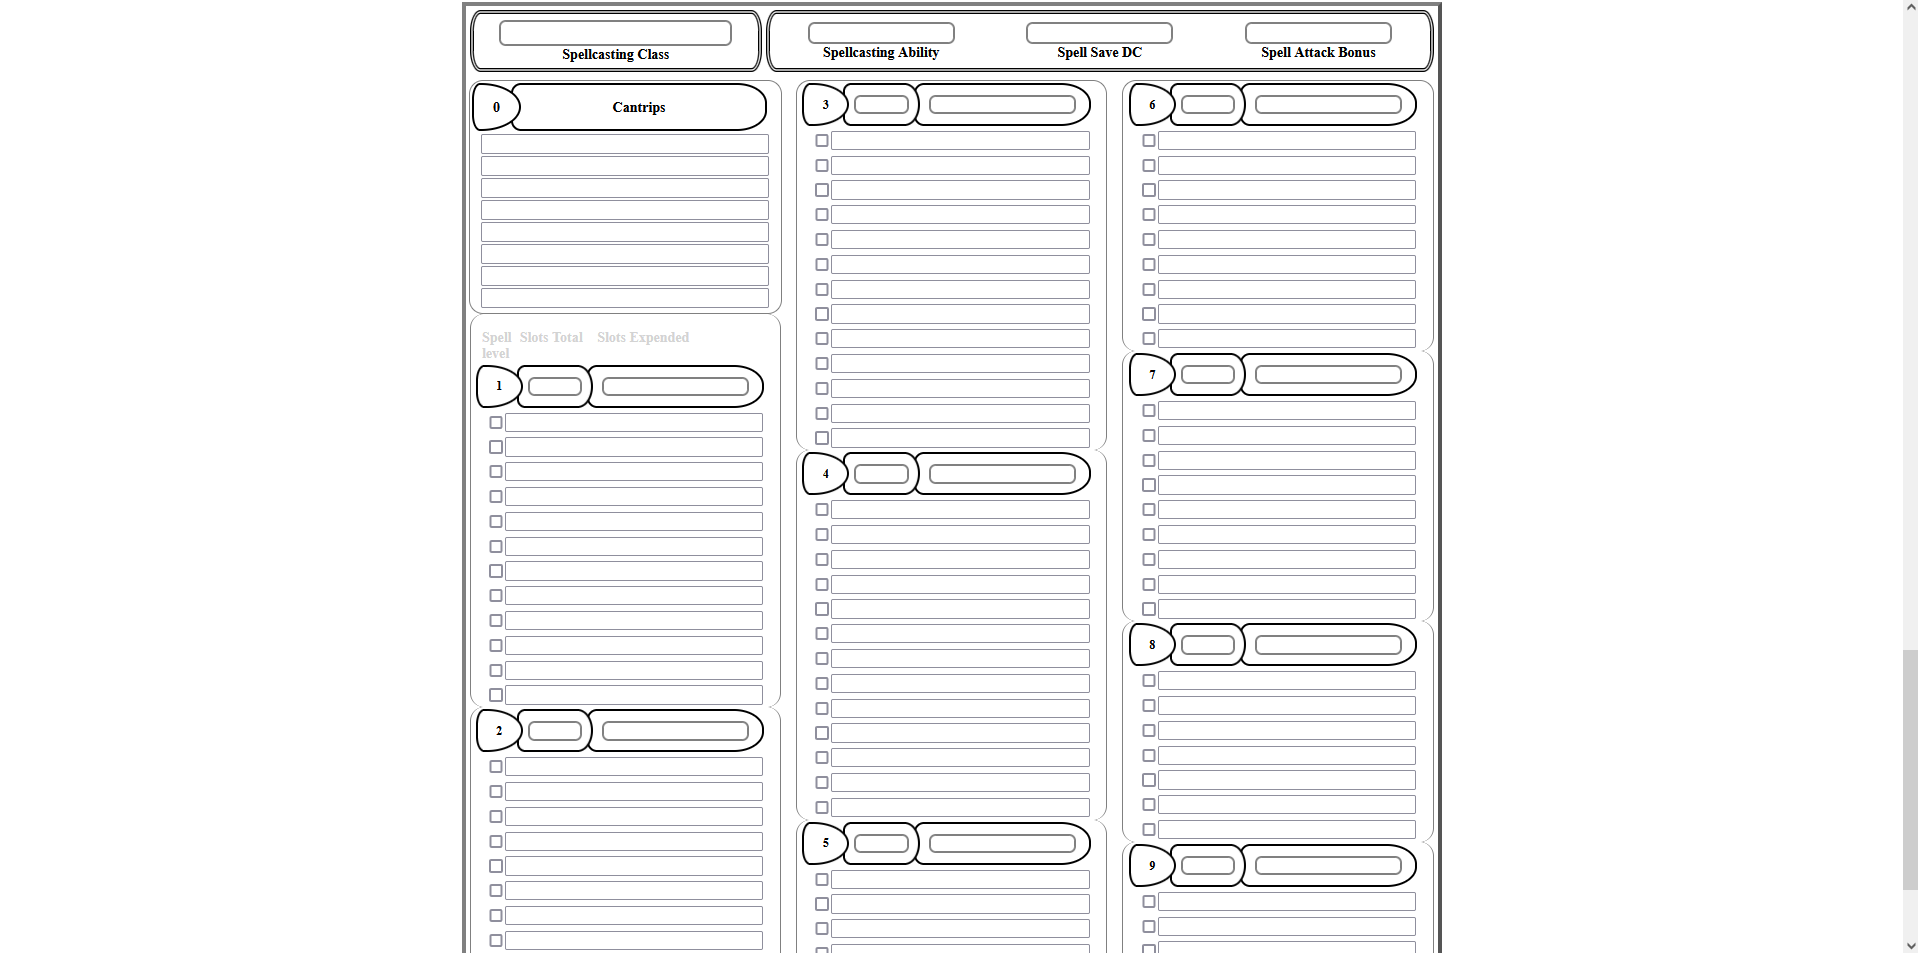 Spellcasting Class
Spellcasting Ability
Spell Save DC
Spell Attack Bonus
0
Cantrips
Spell level
Slots Total
Slots Expended
1
2
3
4
5
6
7
8
9